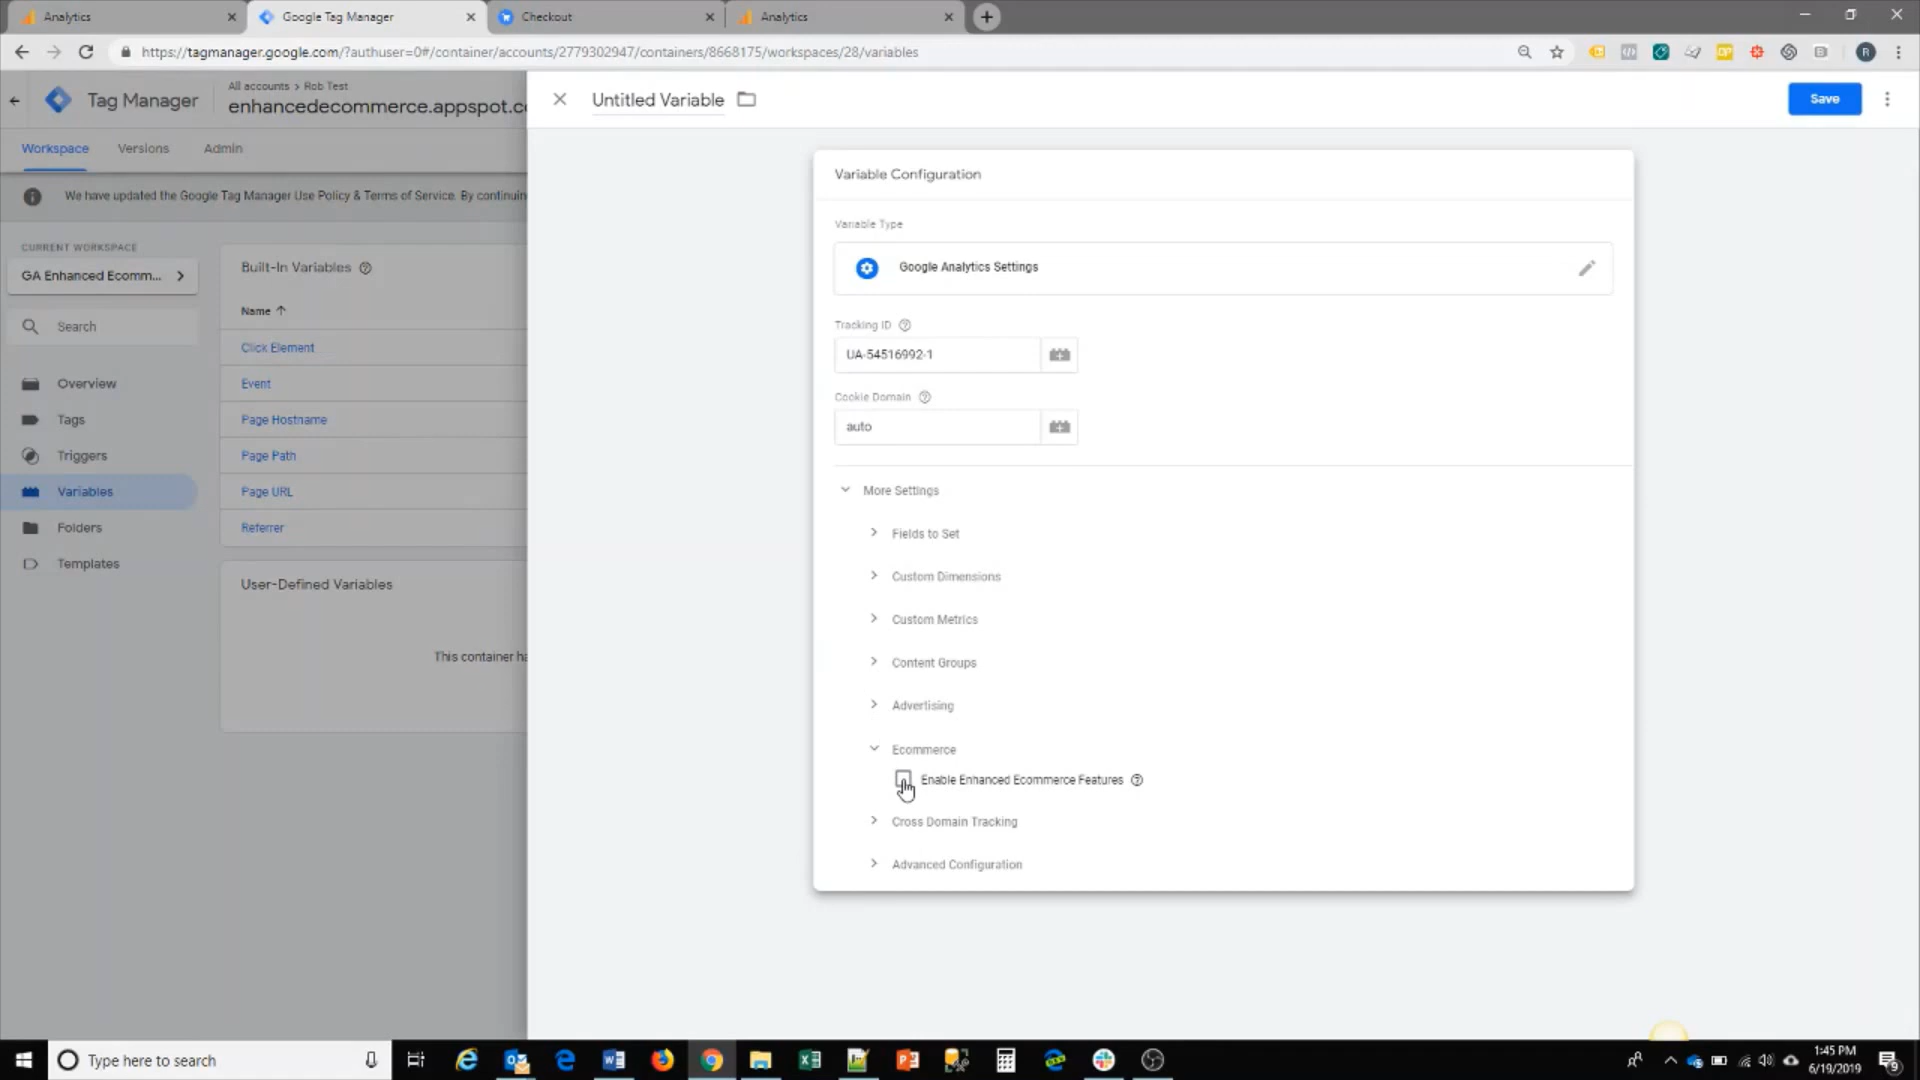 Analytics
Google Tag Manager
Checkout
Analytics
https://tagmanager.google.com/?authuser=0#/container/accounts/2779302947/containers/8668175/workspaces/28/variables
R
Tag Manager
All accounts > Rob Test
enhancedecommerce.appspot.c
Untitled Variable
Save
Workspace
Versions
Admin
We have updated the Google Tag Manager Use Policy & Terms of Service. By continuin
CURRENT WORKSPACE
GA Enhanced Ecomm...
Search
Overview
Tags
Triggers
Variables
Folders
Templates
Built-In Variables
Name
Click Element
Event
Page Hostname
Page Path
Page URL
Referrer
User-Defined Variables
This container ha
Variable Configuration
Variable Type
Google Analytics Settings
Tracking ID
UA-54516992-1
Cookie Domain
auto
More Settings
Fields to Set
Custom Dimensions
Custom Metrics
Content Groups
Advertising
Ecommerce
Enable Enhanced Ecommerce Features
Cross Domain Tracking
Advanced Configuration
Type here to search
1:45 PM
6/19/2019
9